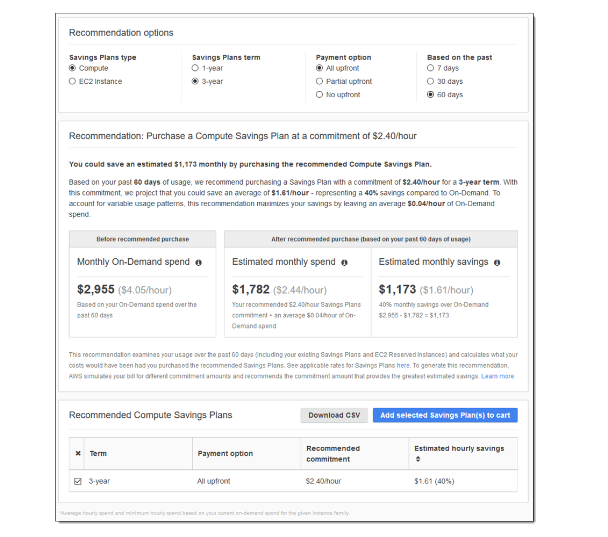 Recommendation options
Savings Plans type
Compute
EC2 Instance
Savings Plans term
1-year
3-year
Payment option
All upfront
Partial upfront
No upfront
Based on the past
7 days
30 days
60 days
Recommendation: Purchase a Compute Savings Plan at a commitment of $2.40/hour
You could save an estimated $1,173 monthly by purchasing the recommended Compute Savings Plan.
Based on your past 60 days of usage, we recommend purchasing a Savings Plan with a commitment of $2.40/hour for a 3-year term. With
this commitment, we project that you could save an average of $1.61/hour - representing a 40% savings compared to On-Demand. To
account for variable usage patterns, this recommendation maximizes your savings by leaving an average $0.04/hour of On-Demand
spend.
Before recommended purchase
After recommended purchase (based on your past 60 days of usage)
Monthly On-Demand spend
$2,955 ($4.05/hour)
Based on your On-Demand spend over the
past 60 days
Estimated monthly spend
$1,782 ($2.44/hour)
Your recommended $2.40/hour Savings Plans
commitment + an average $0.04/hour of On-
Demand spend
Estimated monthly savings
$1,173 ($1.61/hour)
40% monthly savings over On-Demand
$2,955 - $1,782 = $1,173
This recommendation examines your usage over the past 60 days (including your existing Savings Plans and EC2 Reserved Instances) and calculates what your
costs would have been had you purchased the recommended Savings Plans. See applicable rates for Savings Plans here. To generate this recommendation,
AWS simulates your bill for different commitment amounts and recommends the commitment amount that provides the greatest estimated savings. Learn more
Recommended Compute Savings Plans
Download CSV
Add selected Savings Plan(s) to cart
Term
Payment option
Recommended
commitment
Estimated hourly savings
3-year
All upfront
$2.40/hour
$1.61 (40%)
*Average hourly spend and minimum hourly spend based on your current on-demand spend for the given instance family.